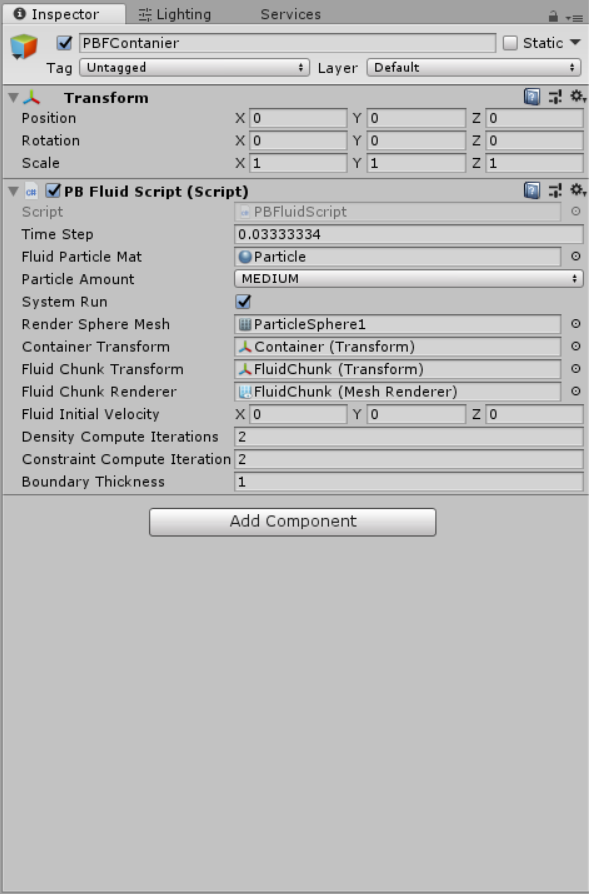 Inspector Lighting Services
PBFContanier Static
Tag Untagged Layer Default
Transform
Position X 0 Y 0 Z 0
Rotation X 0 Y 0 Z 0
Scale X 1 Y 1 Z 1
PB Fluid Script (Script)
Script PBFluidScript
Time Step 0.03333334
Fluid Particle Mat Particle
Particle Amount MEDIUM
System Run
Render Sphere Mesh ParticleSphere1
Container Transform Container (Transform)
Fluid Chunk Transform FluidChunk (Transform)
Fluid Chunk Renderer FluidChunk (Mesh Renderer)
Fluid Initial Velocity X 0 Y 0 Z 0
Density Compute Iterations 2
Constraint Compute Iteration 2
Boundary Thickness 1
Add Component